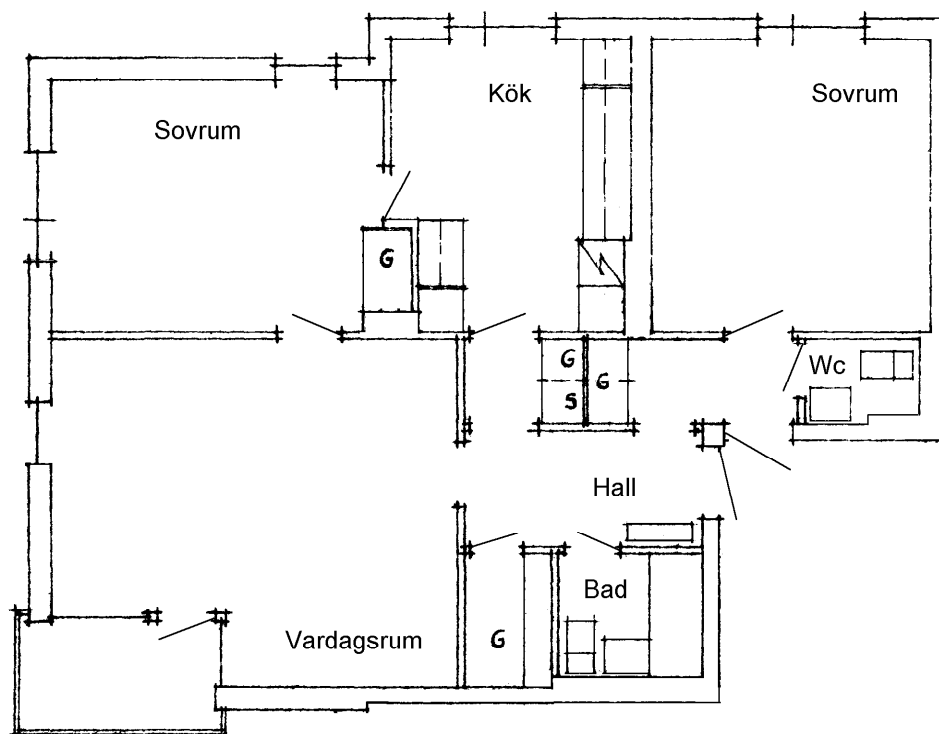 Kök
Sovrum
Sovrum
G
G
G
S
Wc
Hall
Bad
Vardagsrum
G